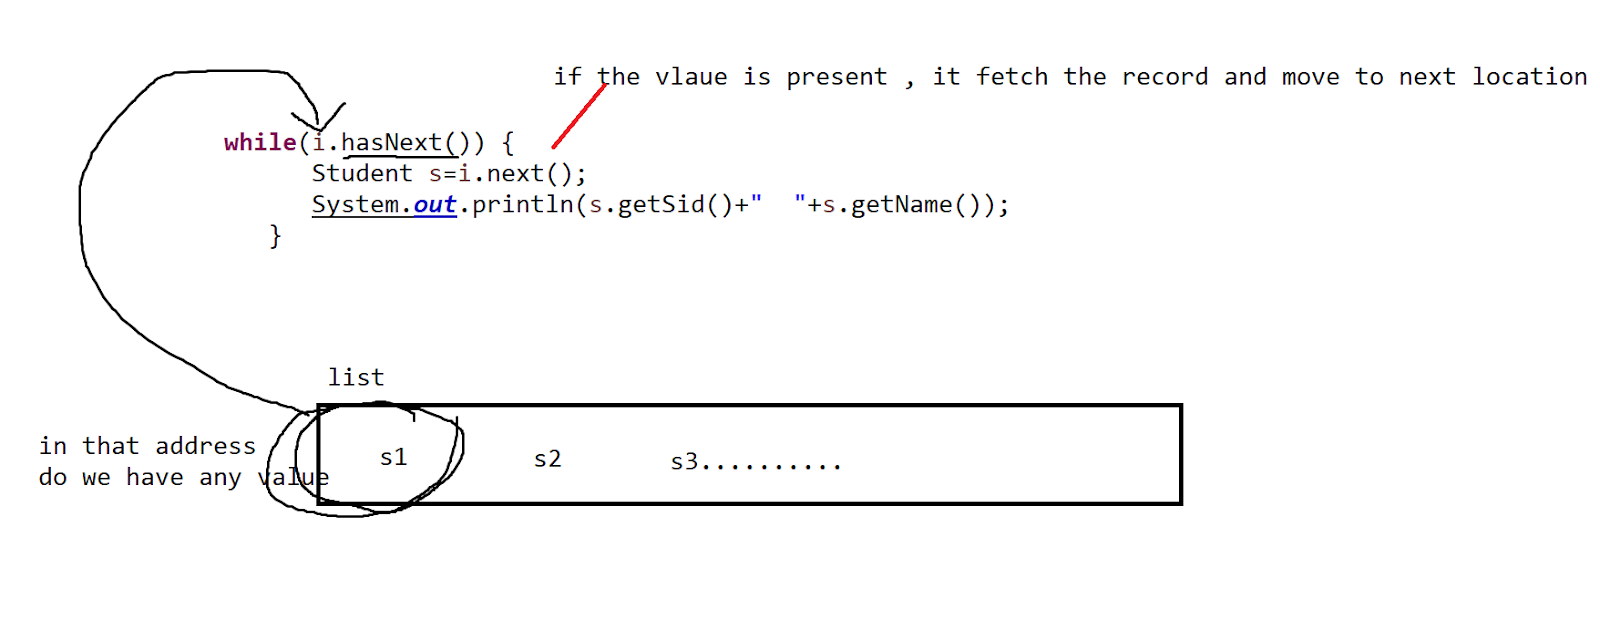 if the vlaue is present , it fetch the record and move to next location
while(i.hasNext()) {
Student s=i.next();
System.out.println(s.getSid()+"  "+s.getName());
}
list
in that address
do we have any value
s1 s2 s3..........